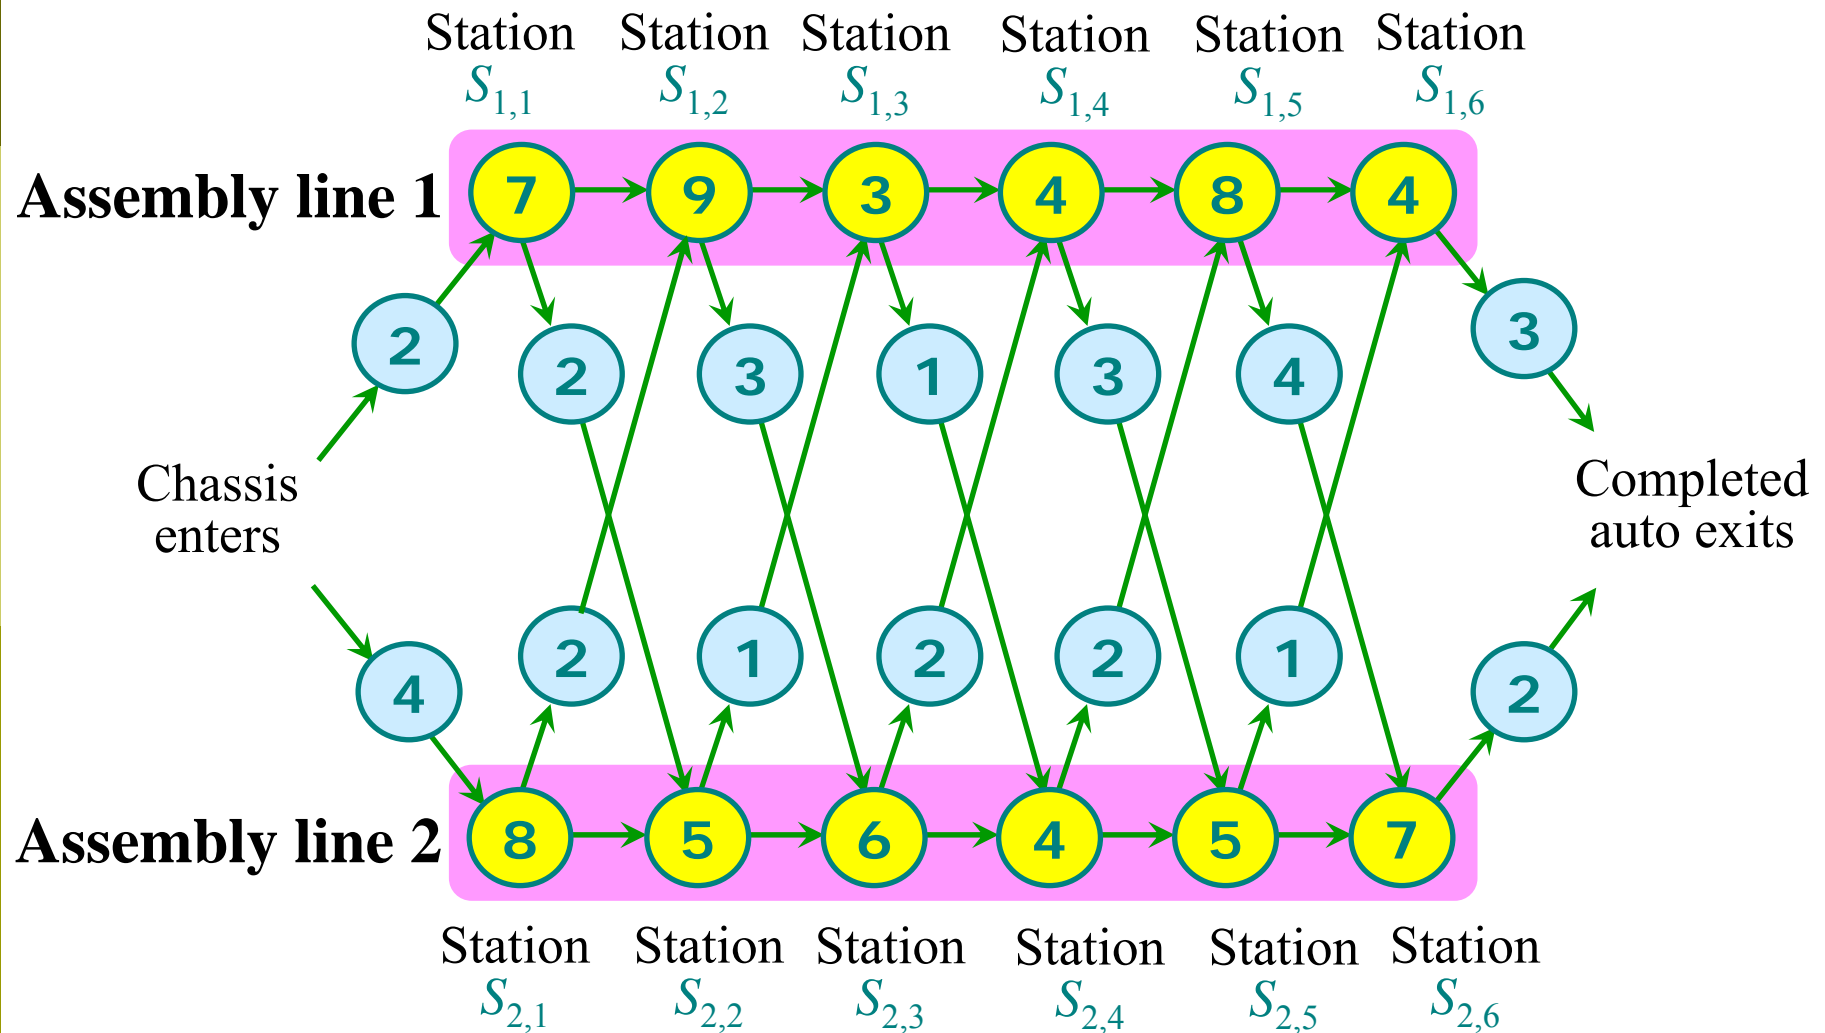 Station Station Station Station Station Station
S1,1 S1,2 S1,3 S1,4 S1,5 S1,6
Assembly line 1 7 9 3 4 8 4
2 3
2 3 1 3 4
Chassis
enters
Completed
auto exits
2 1 2 2 1
4 2
Assembly line 2 8 5 6 4 5 7
Station Station Station Station Station Station
S2,1 S2,2 S2,3 S2,4 S2,5 S2,6